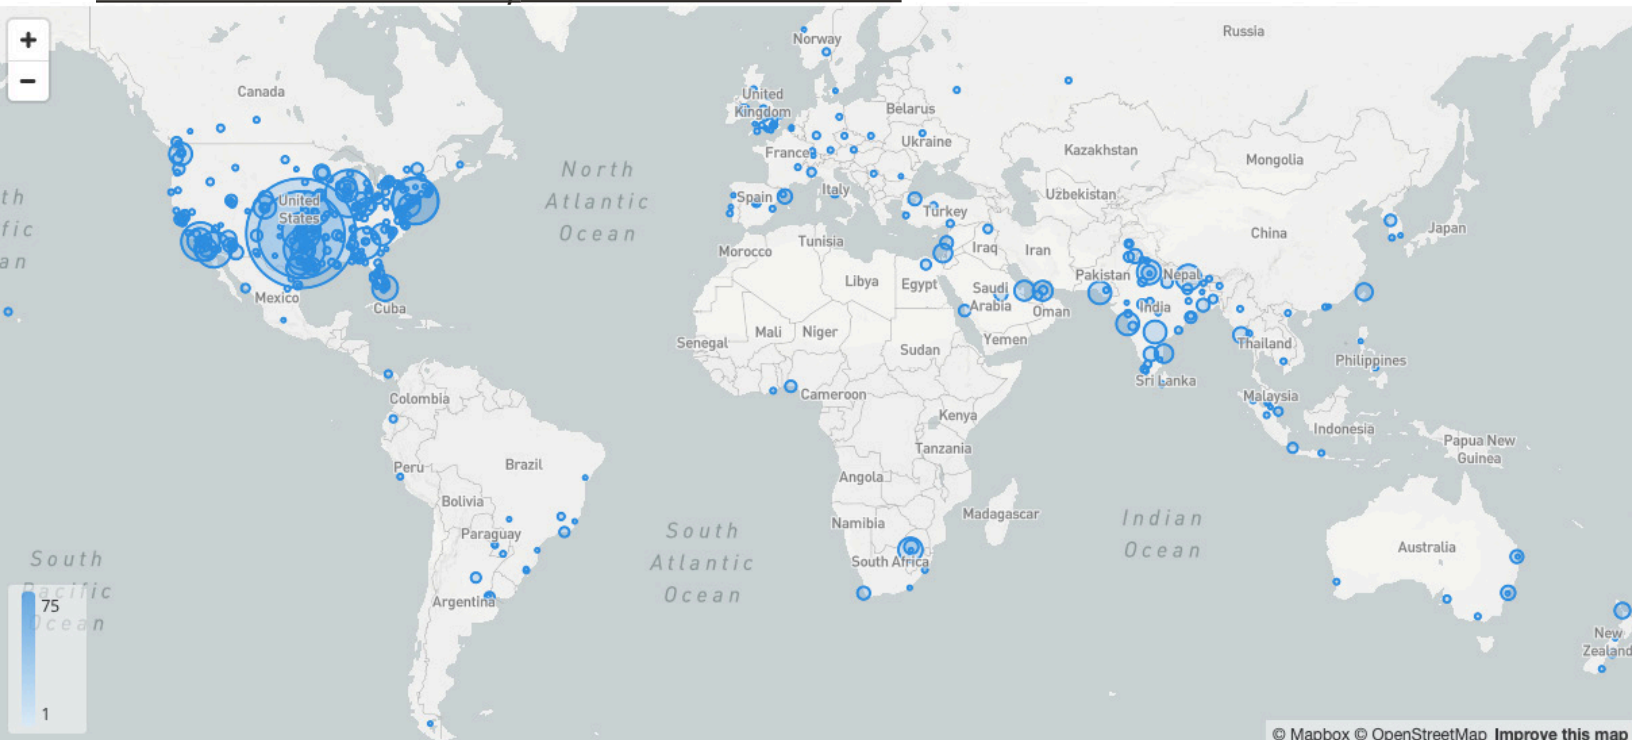 +
−
Canada
Norway
Russia
United
Kingdom
Belarus
Ukraine
France
Kazakhstan
Mongolia
North
Atlantic
Ocean
Spain
Italy
Uzbekistan
United
States
Turkey
China
Japan
Morocco
Tunisia
Iraq
Iran
Pakistan
Nepal
Mexico
Cuba
Libya
Egypt
Saudi
Arabia
Oman
India
Senegal
Mali
Niger
Sudan
Yemen
Thailand
Philippines
Sri Lanka
Colombia
Cameroon
Malaysia
Kenya
Indonesia
Papua New
Guinea
Peru
Brazil
Tanzania
Angola
Bolivia
Namibia
Madagascar
Paraguay
South
Atlantic
Ocean
Indian
Ocean
South Africa
Australia
South
Pacific
Ocean
Argentina
75
1
New
Zealand
© Mapbox © OpenStreetMap Improve this map